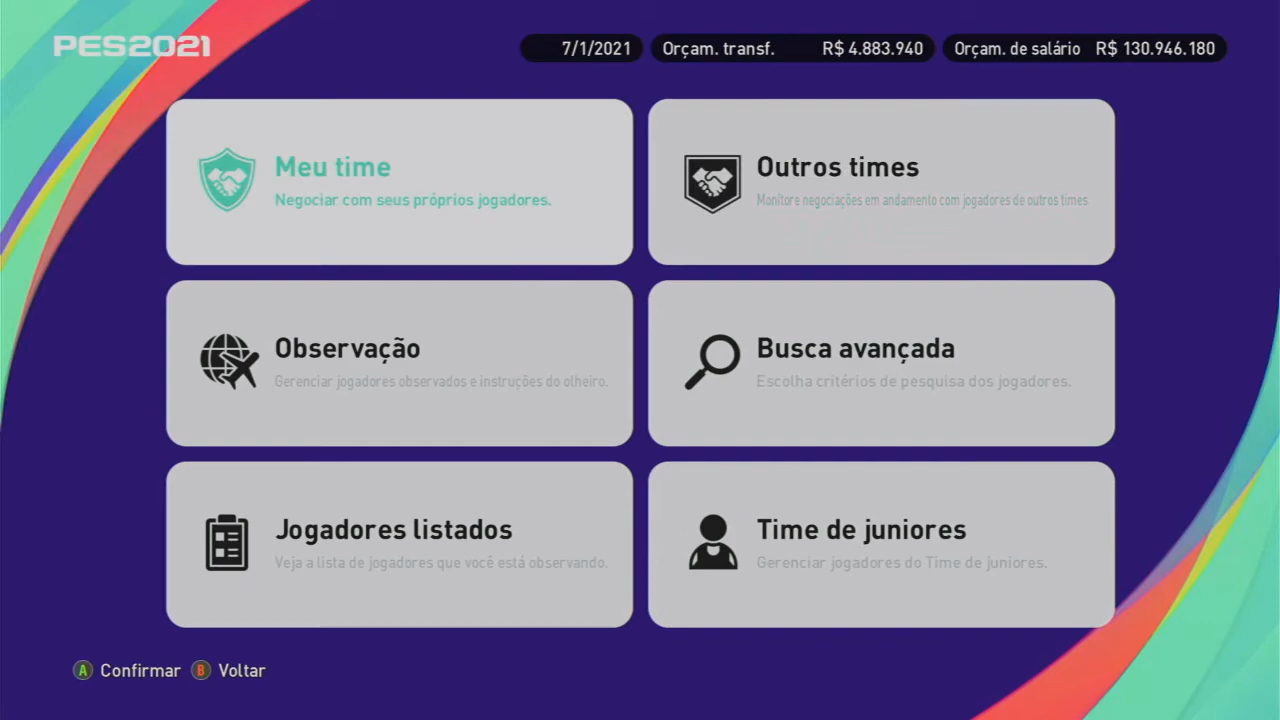 PES2021
7/1/2021
Orçam. transf. R$ 4.883.940
Orçam. de salário R$ 130.946.180
Meu time
Negociar com seus próprios jogadores.
Outros times
Monitore negociações em andamento com jogadores de outros times
Observação
Gerenciar jogadores observados e instruções do olheiro.
Busca avançada
Escolha critérios de pesquisa dos jogadores.
Jogadores listados
Veja a lista de jogadores que você está observando.
Time de juniores
Gerenciar jogadores do Time de juniores.
A Confirmar B Voltar